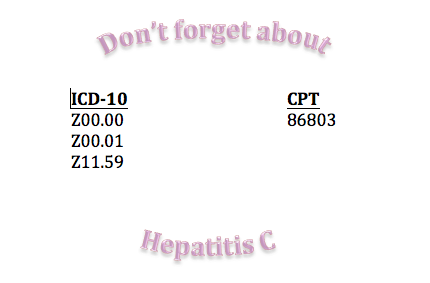 Don't forget about
ICD-10 CPT
Z00.00 86803
Z00.01
Z11.59
Hepatitis C